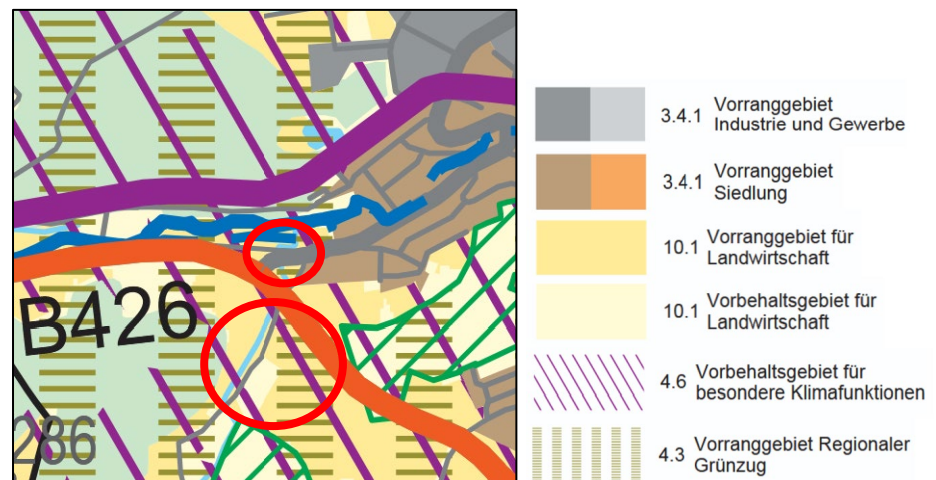 B426
286
3.4.1 Vorranggebiet
Industrie und Gewerbe
3.4.1 Vorranggebiet
Siedlung
10.1 Vorranggebiet für
Landwirtschaft
10.1 Vorbehaltsgebiet für
Landwirtschaft
4.6 Vorbehaltsgebiet für
besondere Klimafunktionen
4.3 Vorranggebiet Regionaler
Grünzug